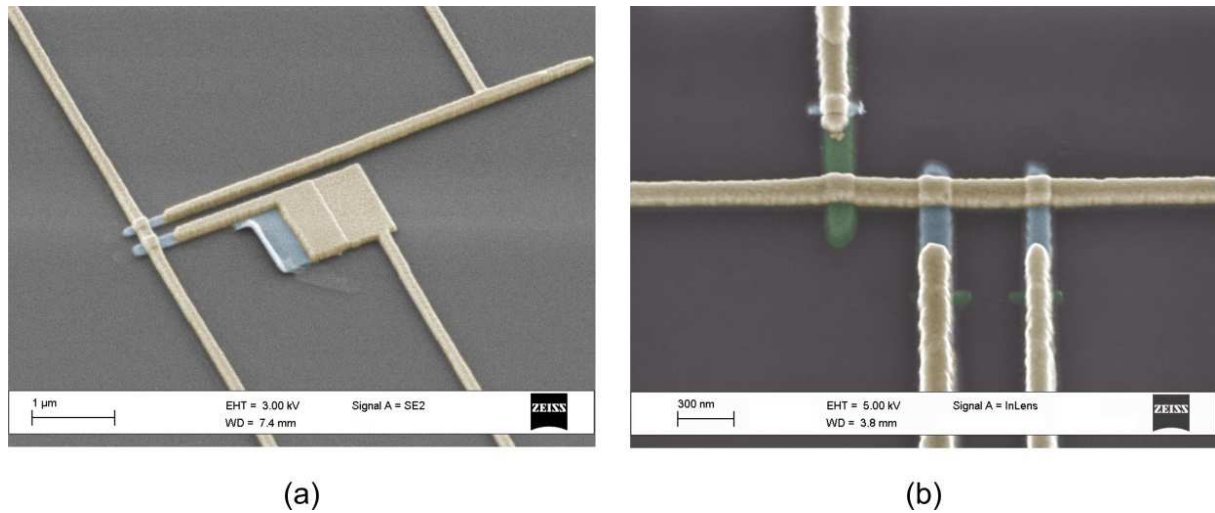 1 µm
EHT = 3.00 kV
Signal A = SE2
WD = 7.4 mm
ZEISS
300 nm
EHT = 5.00 kV
Signal A = InLens
WD = 3.8 mm
ZEISS
(a)
(b)